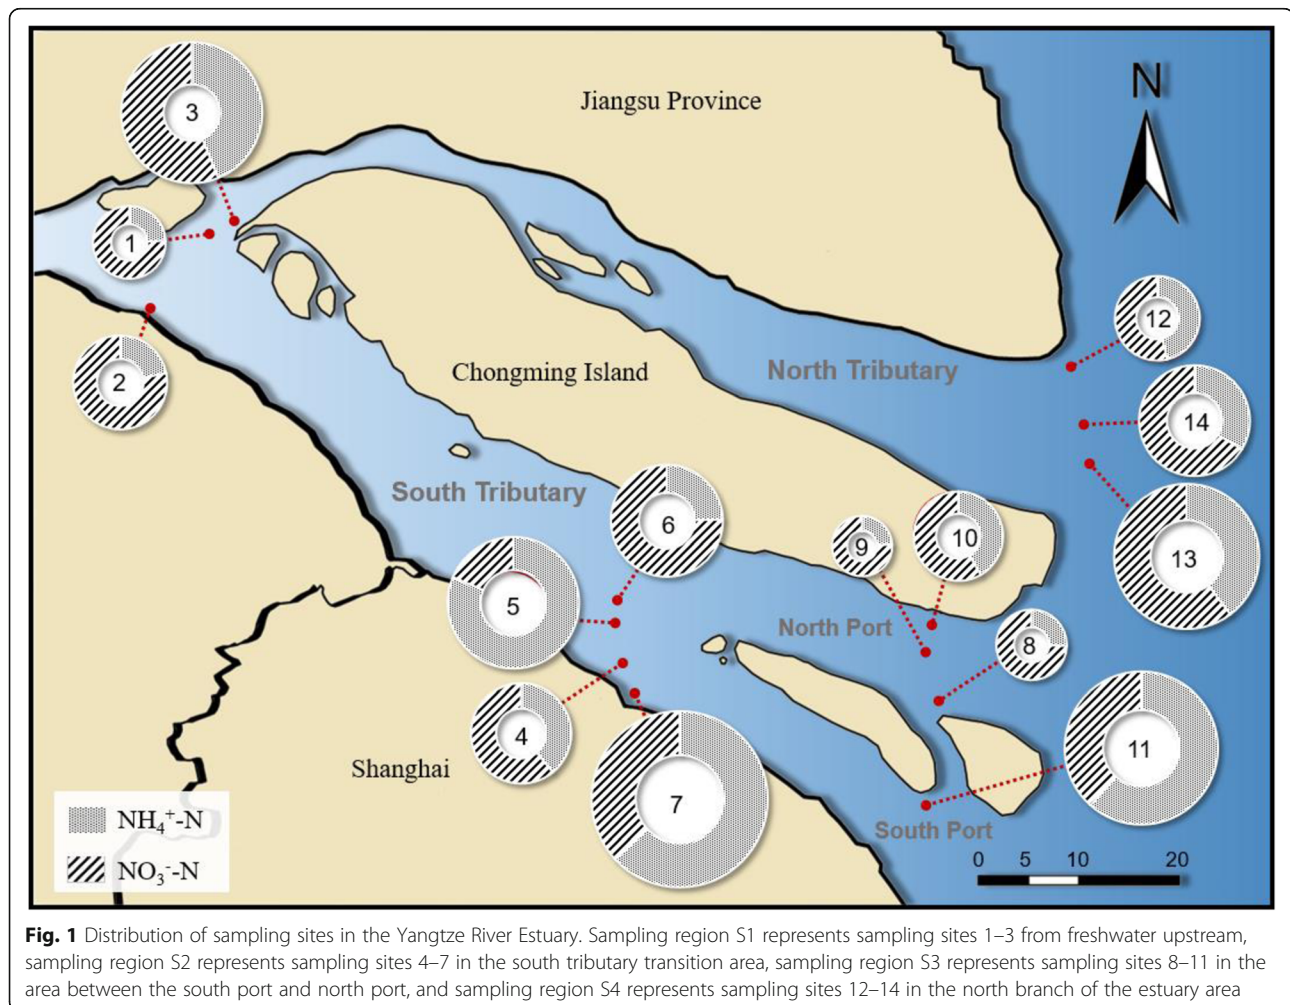 3
Jiangsu Province
N
1
2
12
Chongming Island
North Tributary
14
South Tributary
6
9
10
13
5
North Port
8
4
Shanghai
7
11
South Port
NH₄⁺-N
NO₃⁻-N
0 5 10 20
Fig. 1 Distribution of sampling sites in the Yangtze River Estuary. Sampling region S1 represents sampling sites 1–3 from freshwater upstream,
sampling region S2 represents sampling sites 4–7 in the south tributary transition area, sampling region S3 represents sampling sites 8–11 in the
area between the south port and north port, and sampling region S4 represents sampling sites 12–14 in the north branch of the estuary area